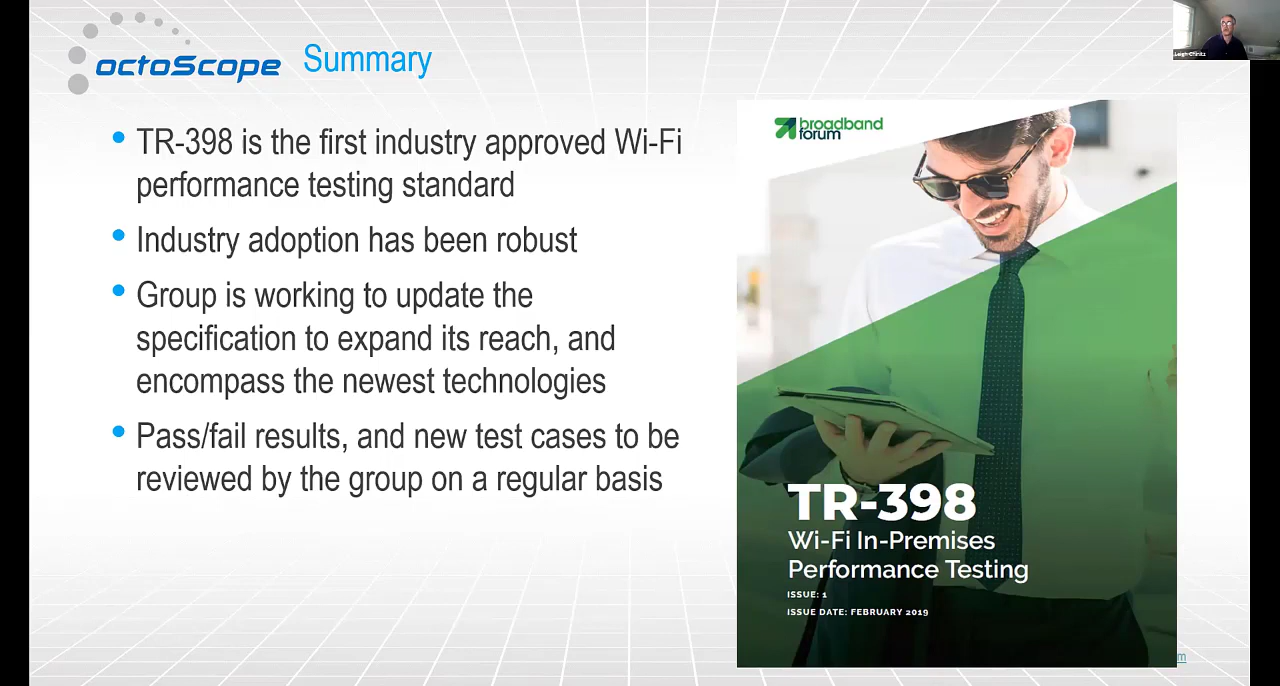 octoScope
Summary
Leigh Chinitz
• TR-398 is the first industry approved Wi-Fi
performance testing standard
• Industry adoption has been robust
• Group is working to update the
specification to expand its reach, and
encompass the newest technologies
• Pass/fail results, and new test cases to be
reviewed by the group on a regular basis
broadband
forum
TR-398
Wi-Fi In-Premises
Performance Testing
ISSUE: 1
ISSUE DATE: FEBRUARY 2019
m